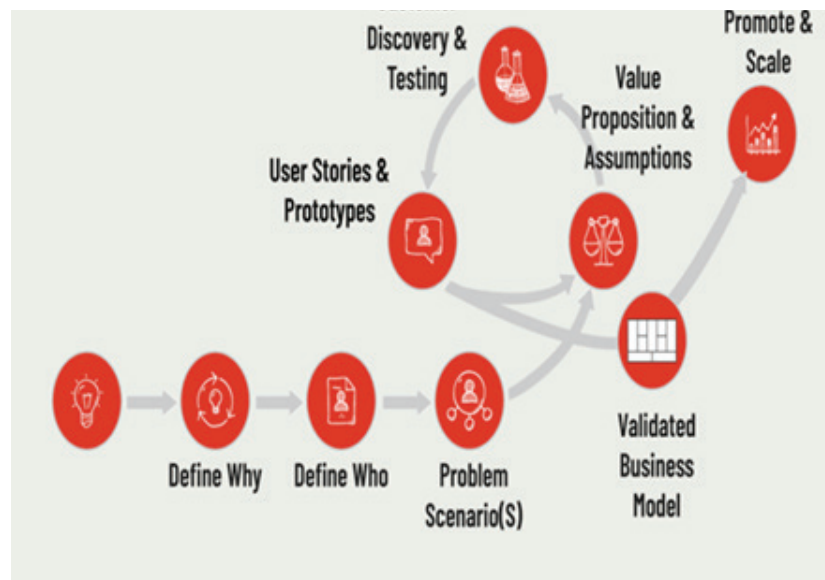 Discovery &
Testing
Promote &
Scale
Value
Proposition &
Assumptions
User Stories &
Prototypes
Define Why
Define Who
Problem
Scenario(S)
Validated
Business
Model